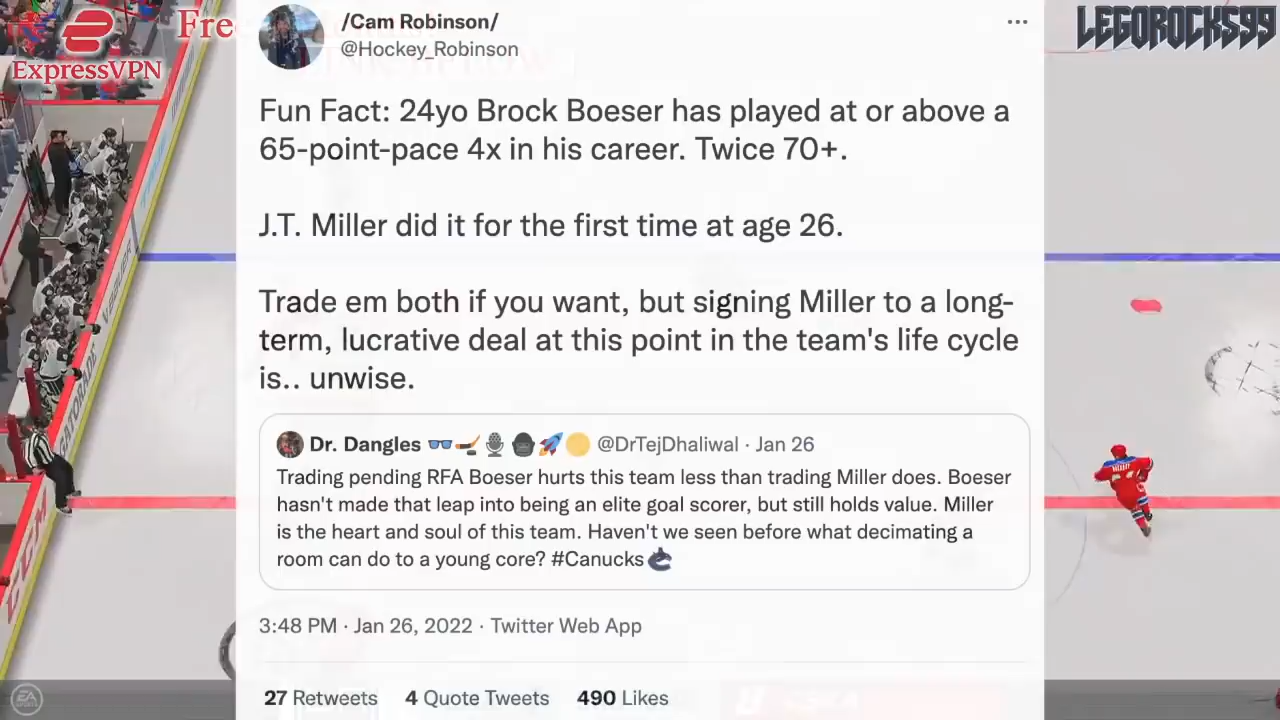 Free
ExpressVPN
LEGOROCKS99
/Cam Robinson/
@Hockey_Robinson
Fun Fact: 24yo Brock Boeser has played at or above a
65-point-pace 4x in his career. Twice 70+.
J.T. Miller did it for the first time at age 26.
Trade em both if you want, but signing Miller to a long-
term, lucrative deal at this point in the team's life cycle
is.. unwise.
Dr. Dangles 🕶️🏒🎙️🦍🚀🌕 @DrTejDhaliwal · Jan 26
Trading pending RFA Boeser hurts this team less than trading Miller does. Boeser
hasn't made that leap into being an elite goal scorer, but still holds value. Miller
is the heart and soul of this team. Haven't we seen before what decimating a
room can do to a young core? #Canucks
3:48 PM · Jan 26, 2022 · Twitter Web App
27 Retweets 4 Quote Tweets 490 Likes
GATORADE
EA
SPORTS